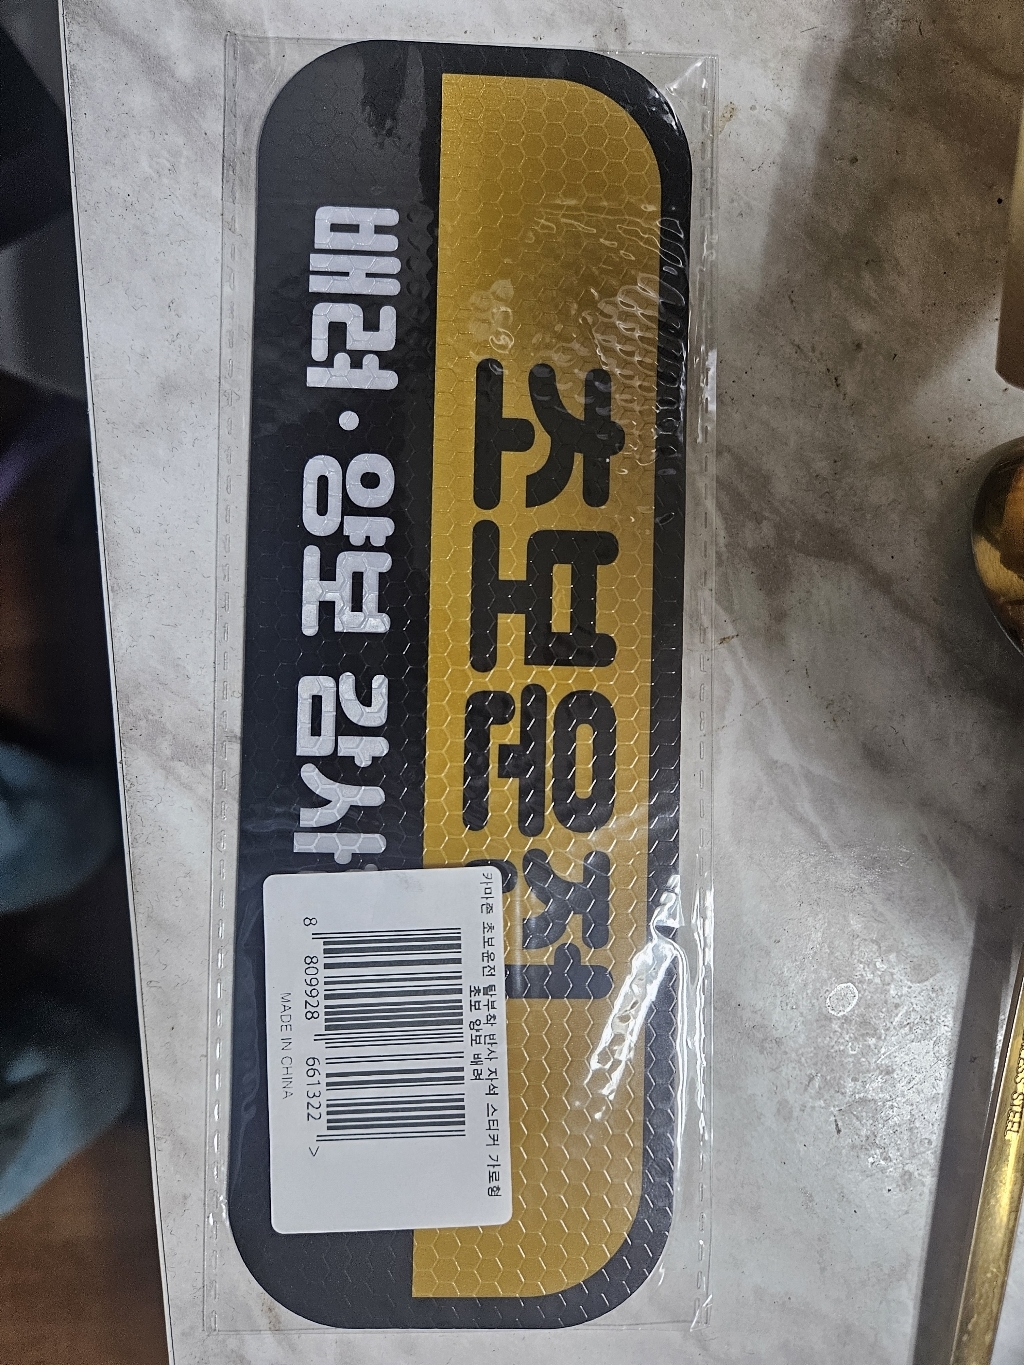 초보운전
배려·양보 감사
카마존 초보운전 탈부착 반사 자석 스티커 가로형
초보 양보 배려
8 809928 661322 >
MADE IN CHINA
STEEL